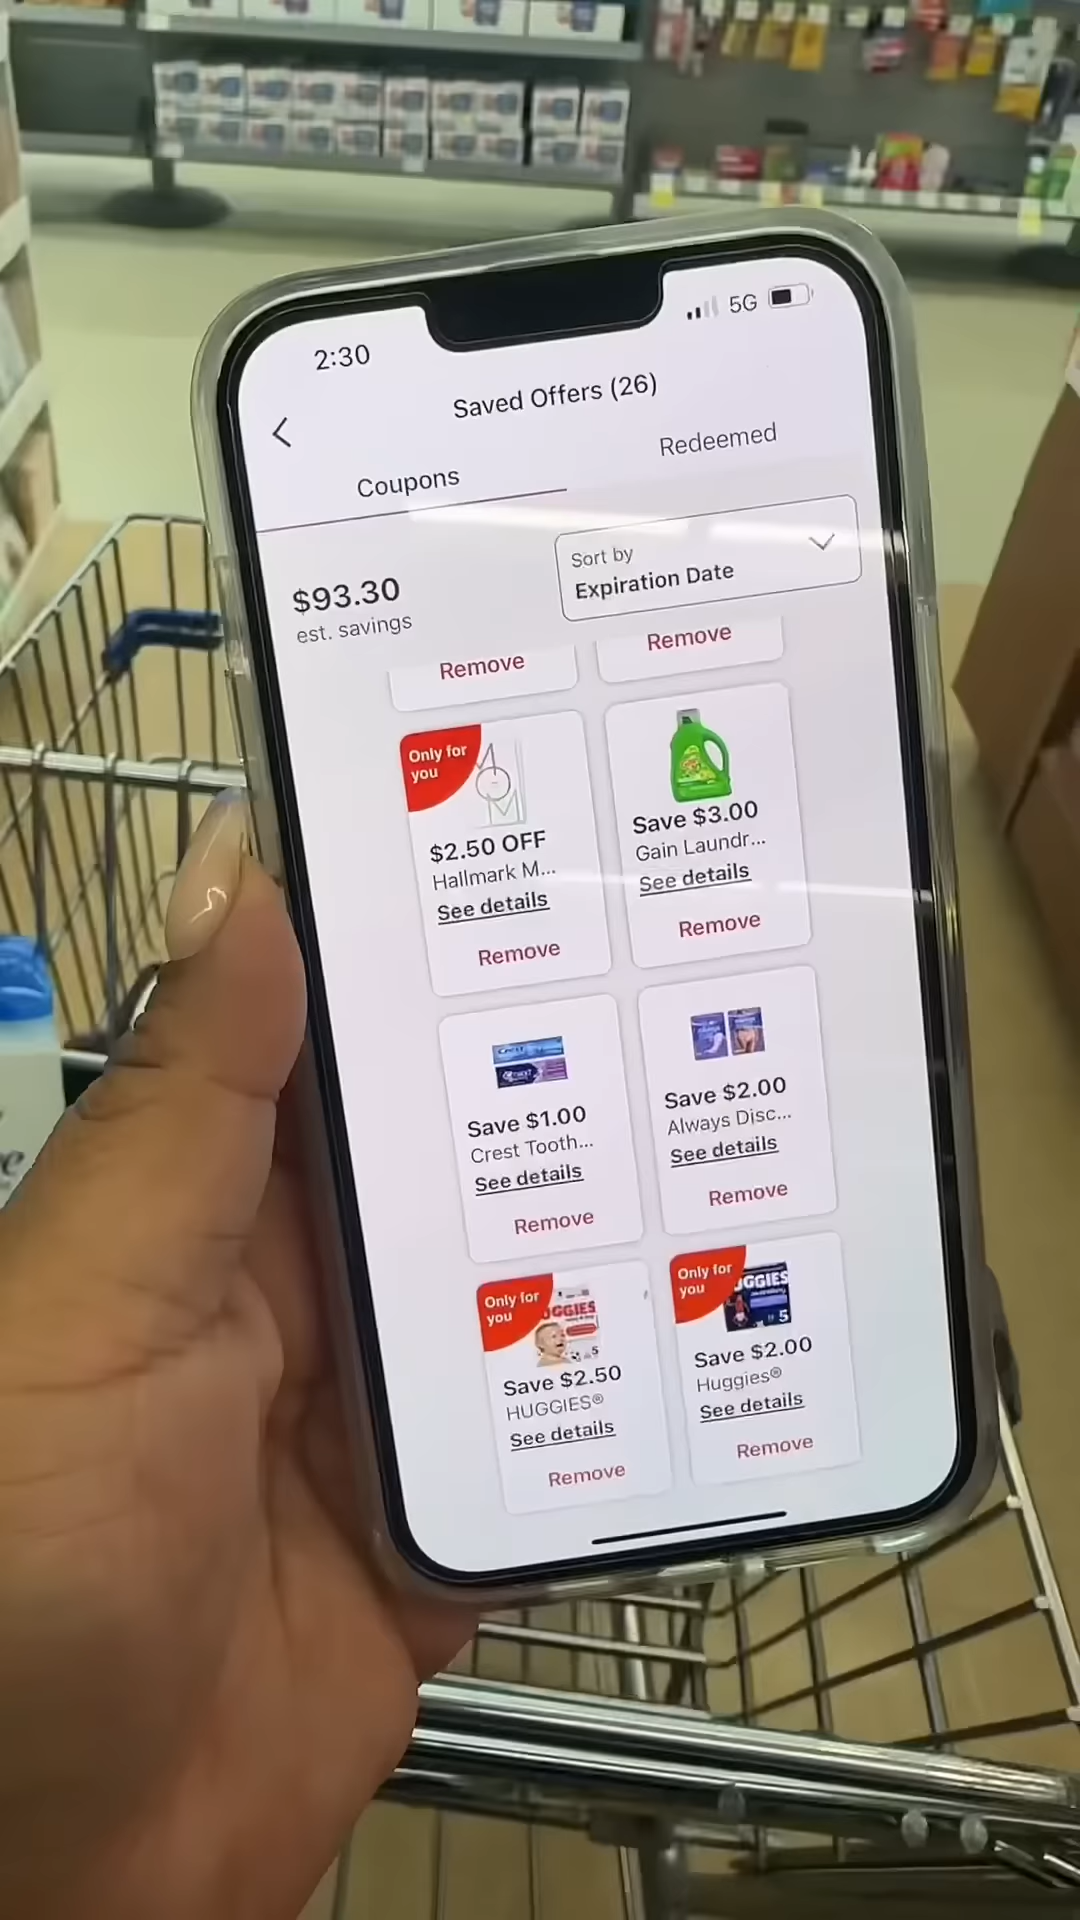 2:30
5G
Saved Offers (26)
Coupons
Redeemed
$93.30
est. savings
Sort by
Expiration Date
Remove
Remove
Only for
you
$2.50 OFF
Hallmark M...
See details
Remove
Save $3.00
Gain Laundr...
See details
Remove
Crest
Save $1.00
Crest Tooth...
See details
Remove
Save $2.00
Always Disc...
See details
Remove
Only for
you
5
Save $2.50
HUGGIES®
See details
Remove
Only for
you
5
Save $2.00
Huggies®
See details
Remove